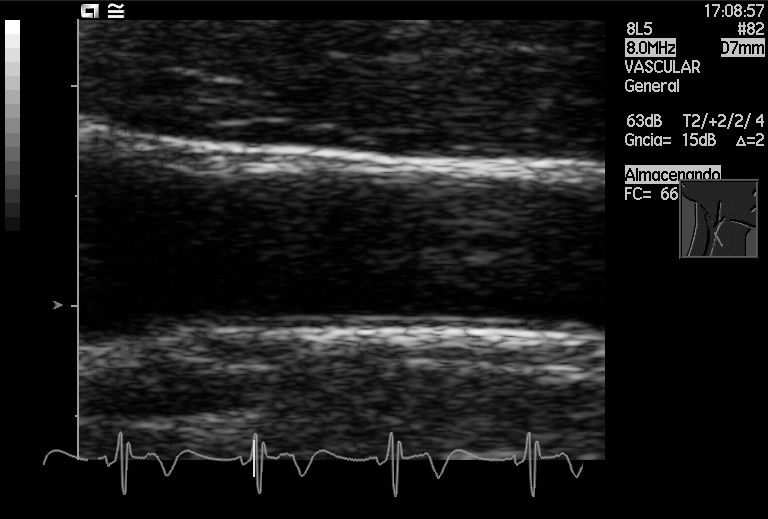 17:08:57
8L5 #82
8.0MHz 07mm
VASCULAR
General
63dB T2/+2/2/ 4
Gncia= 15dB Δ=2
Almacenando
FC= 66